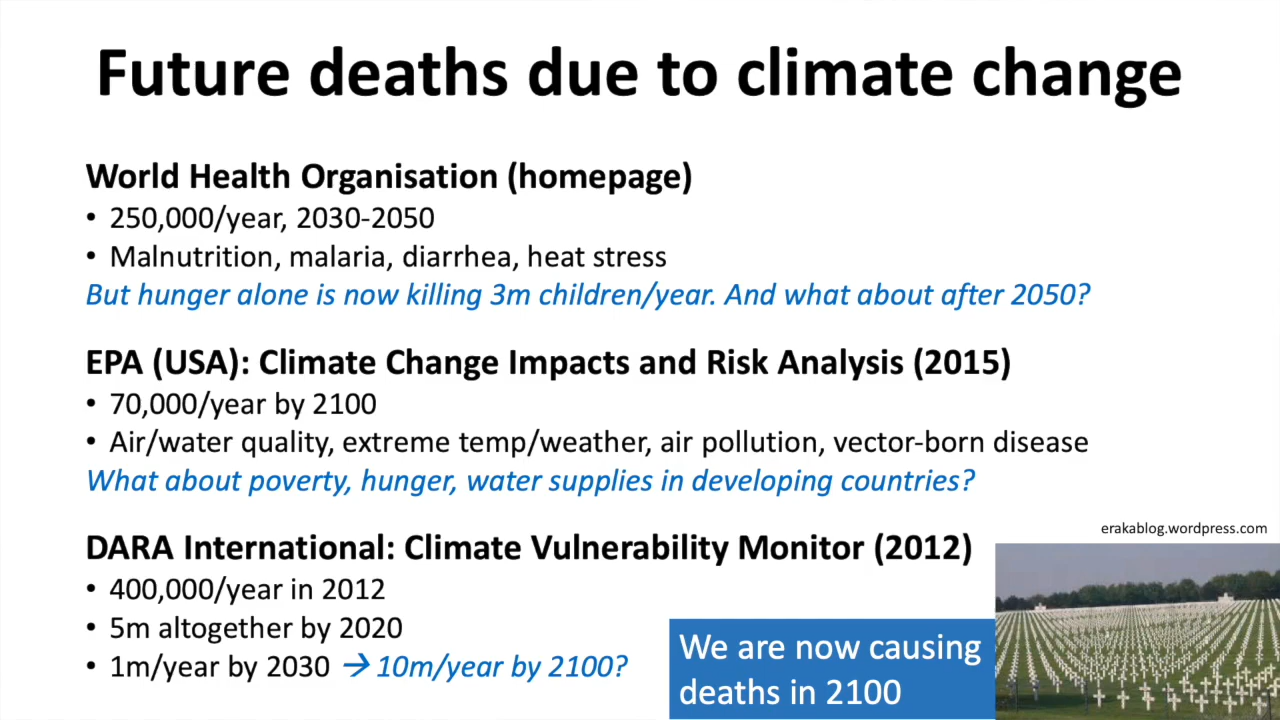 Future deaths due to climate change
World Health Organisation (homepage)
• 250,000/year, 2030-2050
• Malnutrition, malaria, diarrhea, heat stress
But hunger alone is now killing 3m children/year. And what about after 2050?
EPA (USA): Climate Change Impacts and Risk Analysis (2015)
• 70,000/year by 2100
• Air/water quality, extreme temp/weather, air pollution, vector-born disease
What about poverty, hunger, water supplies in developing countries?
DARA International: Climate Vulnerability Monitor (2012)
• 400,000/year in 2012
• 5m altogether by 2020
• 1m/year by 2030 → 10m/year by 2100?
erakablog.wordpress.com
We are now causing
deaths in 2100